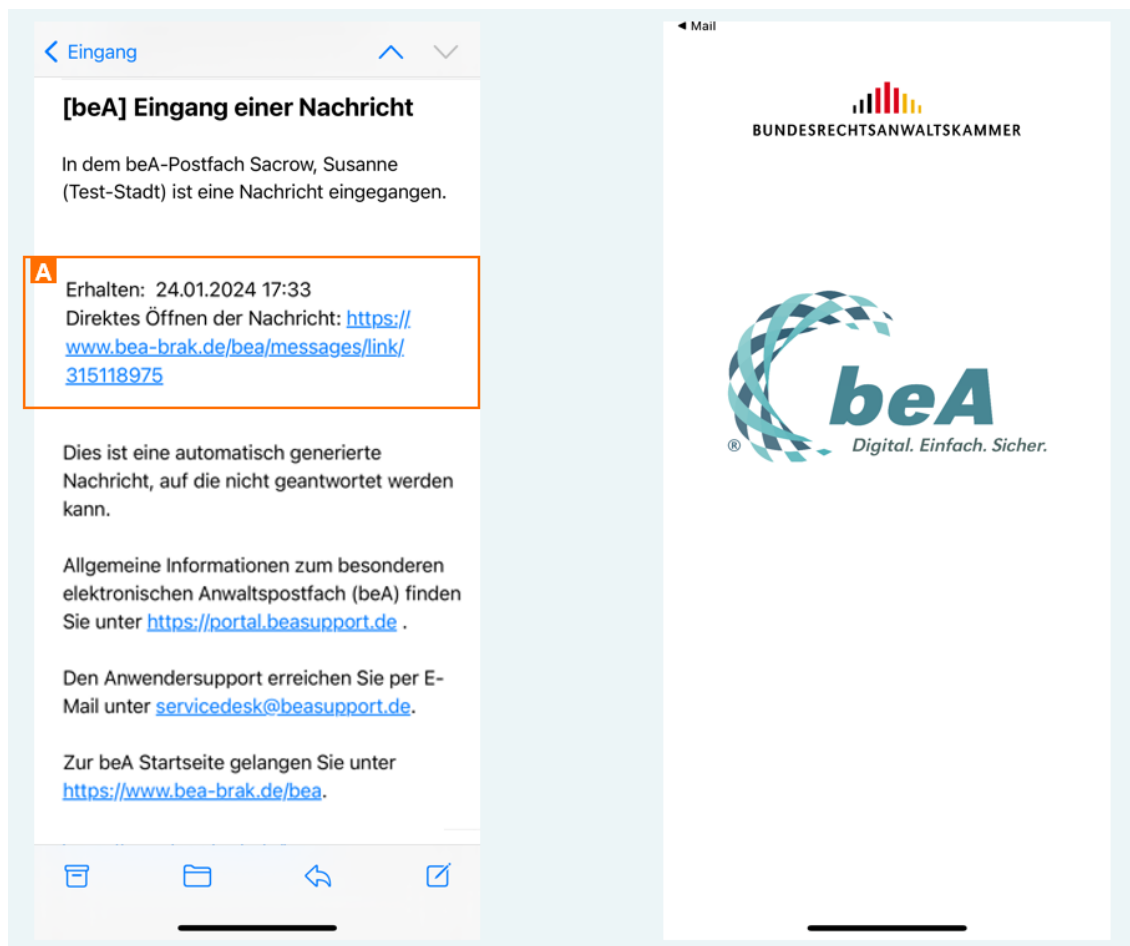 Eingang
[beA] Eingang einer Nachricht
In dem beA-Postfach Sacrow, Susanne
(Test-Stadt) ist eine Nachricht eingegangen.
A
Erhalten: 24.01.2024 17:33
Direktes Öffnen der Nachricht: https://
www.bea-brak.de/bea/messages/link/
315118975
Dies ist eine automatisch generierte
Nachricht, auf die nicht geantwortet werden
kann.
Allgemeine Informationen zum besonderen
elektronischen Anwaltspostfach (beA) finden
Sie unter https://portal.beasupport.de .
Den Anwendersupport erreichen Sie per E-
Mail unter servicedesk@beasupport.de.
Zur beA Startseite gelangen Sie unter
https://www.bea-brak.de/bea.
◄ Mail
BUNDESRECHTSANWALTSKAMMER
beA
® Digital. Einfach. Sicher.